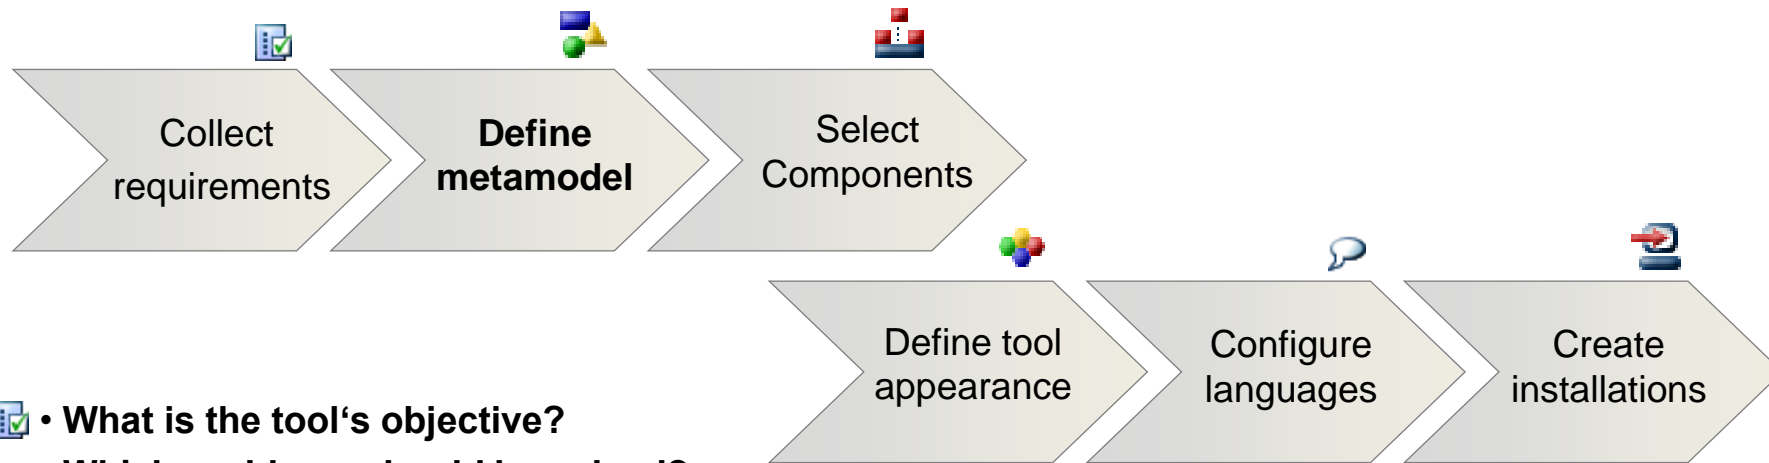 Collect
requirements
Define
metamodel
Select
Components
Define tool
appearance
Configure
languages
Create
installations
• What is the tool‘s objective?